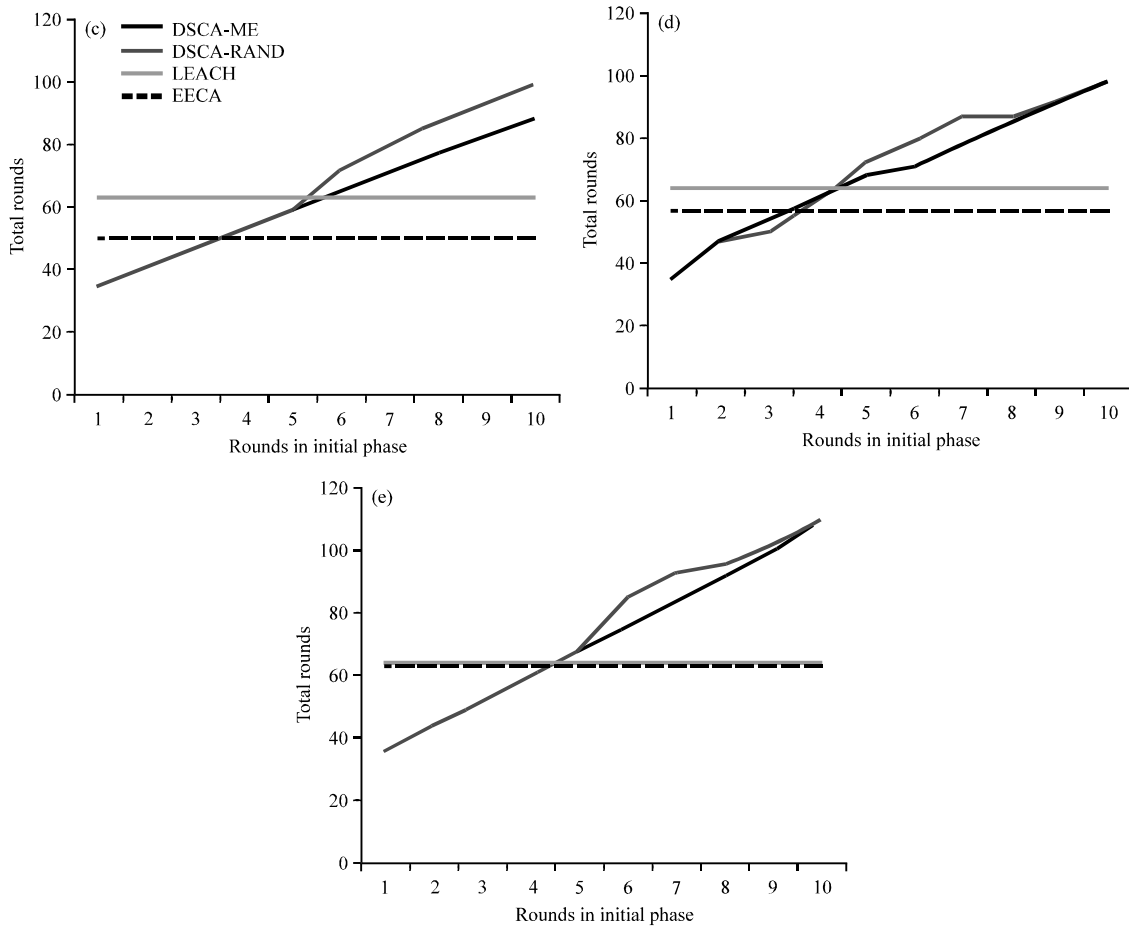 (c)
DSCA-ME
DSCA-RAND
LEACH
EECA
120
100
80
60
40
20
0
Total rounds
1 2 3 4 5 6 7 8 9 10
Rounds in initial phase
(d)
120
100
80
60
40
20
0
Total rounds
1 2 3 4 5 6 7 8 9 10
Rounds in initial phase
(e)
120
100
80
60
40
20
0
Total rounds
1 2 3 4 5 6 7 8 9 10
Rounds in initial phase